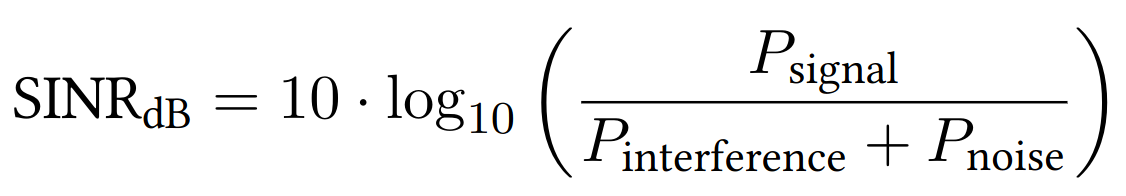 SINR_dB = 10 · log_10 ( P_signal / (P_interference + P_noise) )